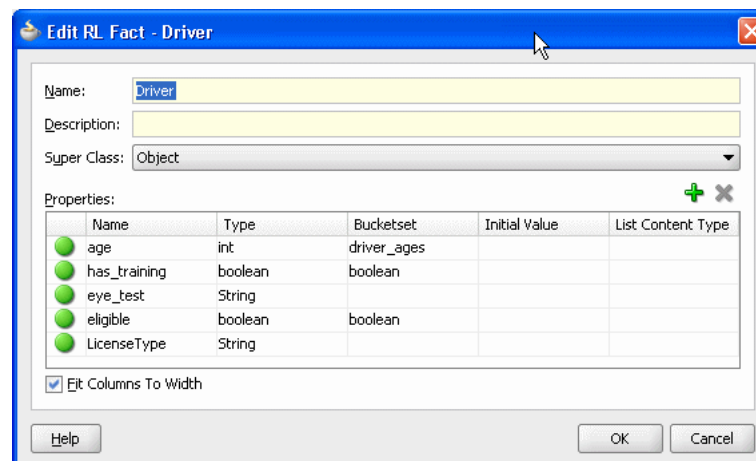 Edit RL Fact - Driver
Name: Driver
Description:
Super Class: Object
Properties:
Name Type Bucketset Initial Value List Content Type
age int driver_ages
has_training boolean boolean
eye_test String
eligible boolean boolean
LicenseType String
Fit Columns To Width
Help OK Cancel